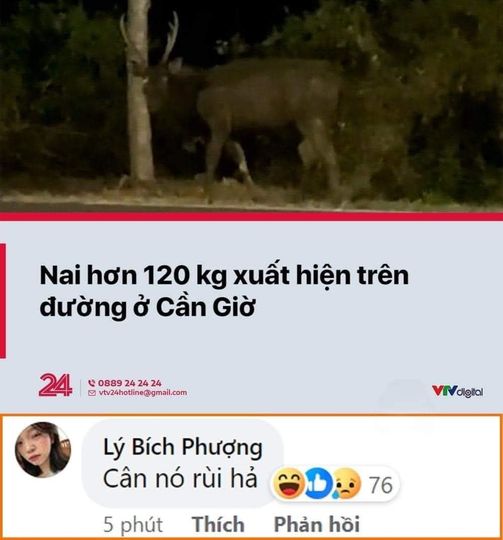 Nai hơn 120 kg xuất hiện trên
đường ở Cần Giờ
24
0889 24 24 24
vtv24hotline@gmail.com
VTVdigital
Lý Bích Phượng
Cân nó rùi hả
76
5 phút Thích Phản hồi